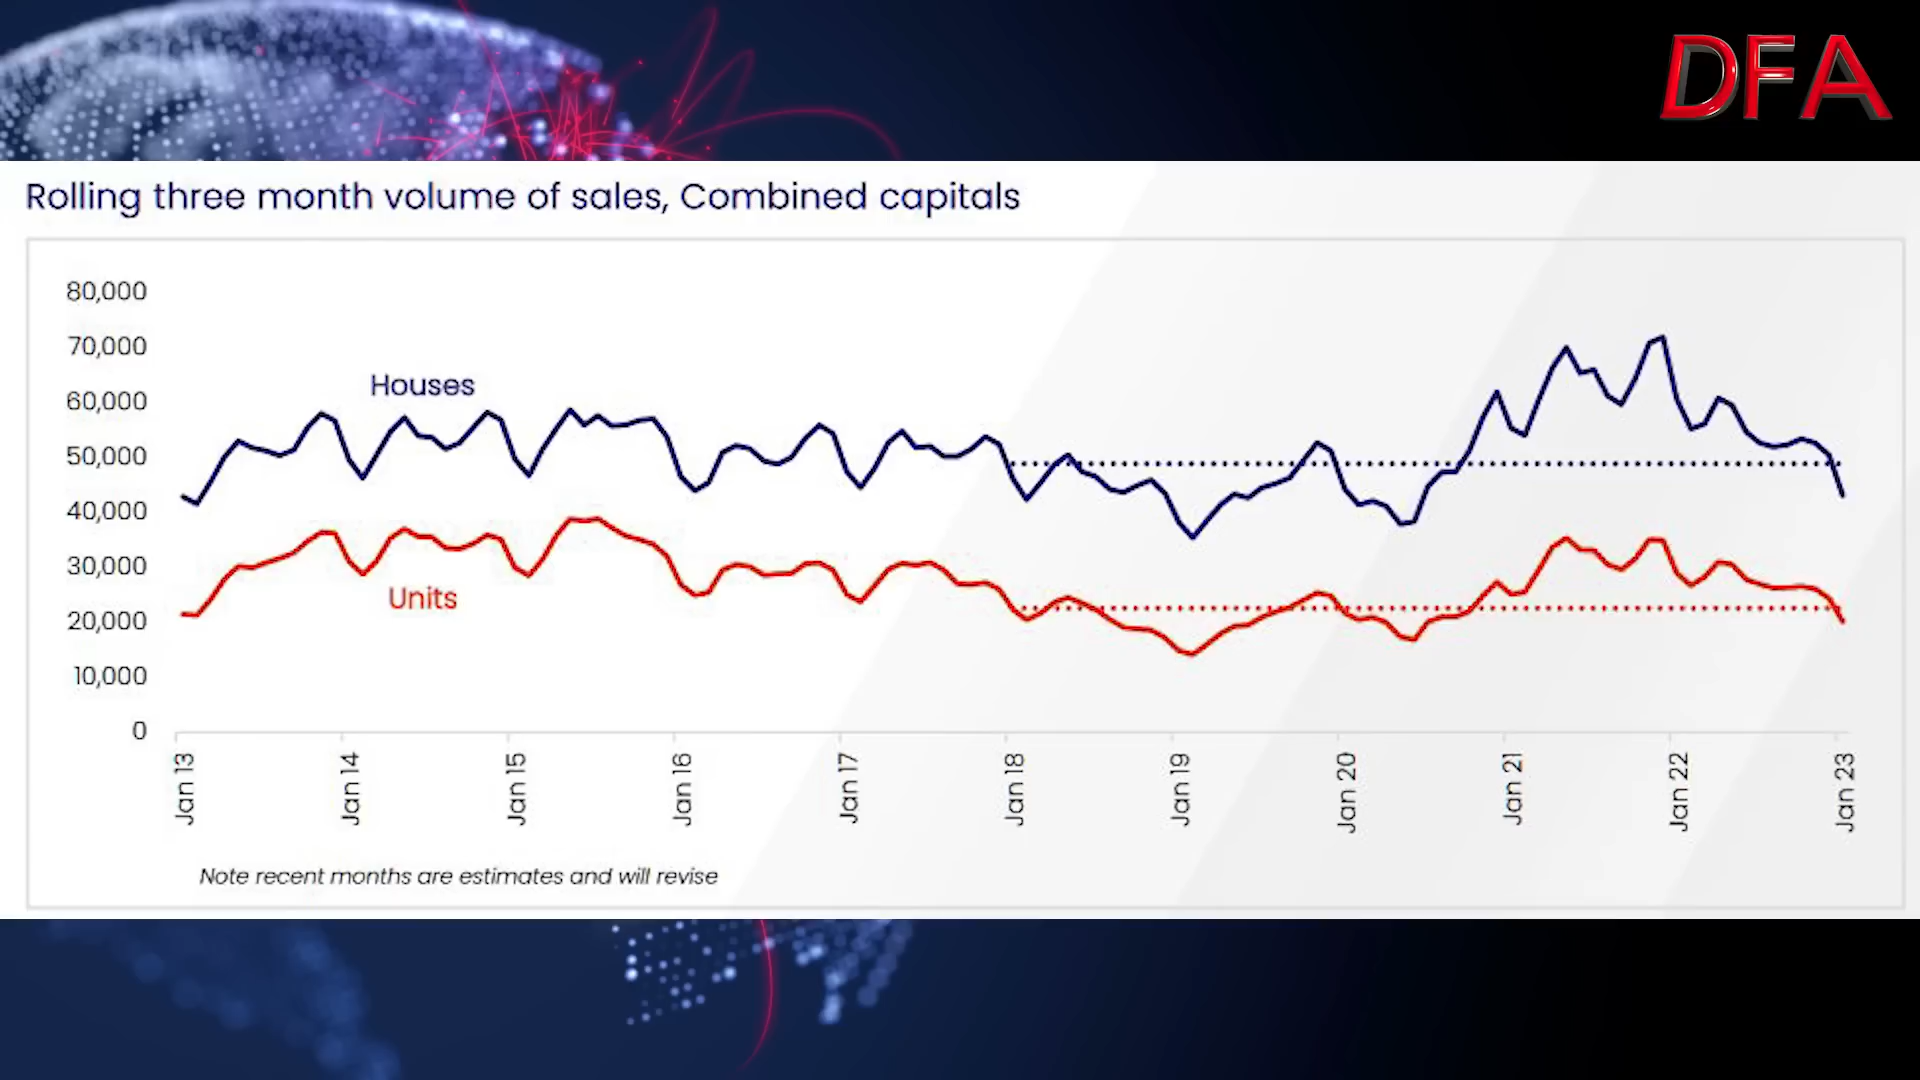 DFA
Rolling three month volume of sales, Combined capitals
80,000
70,000
60,000
50,000
40,000
30,000
20,000
10,000
0
Houses
Units
Jan 13
Jan 14
Jan 15
Jan 16
Jan 17
Jan 18
Jan 19
Jan 20
Jan 21
Jan 22
Jan 23
Note recent months are estimates and will revise